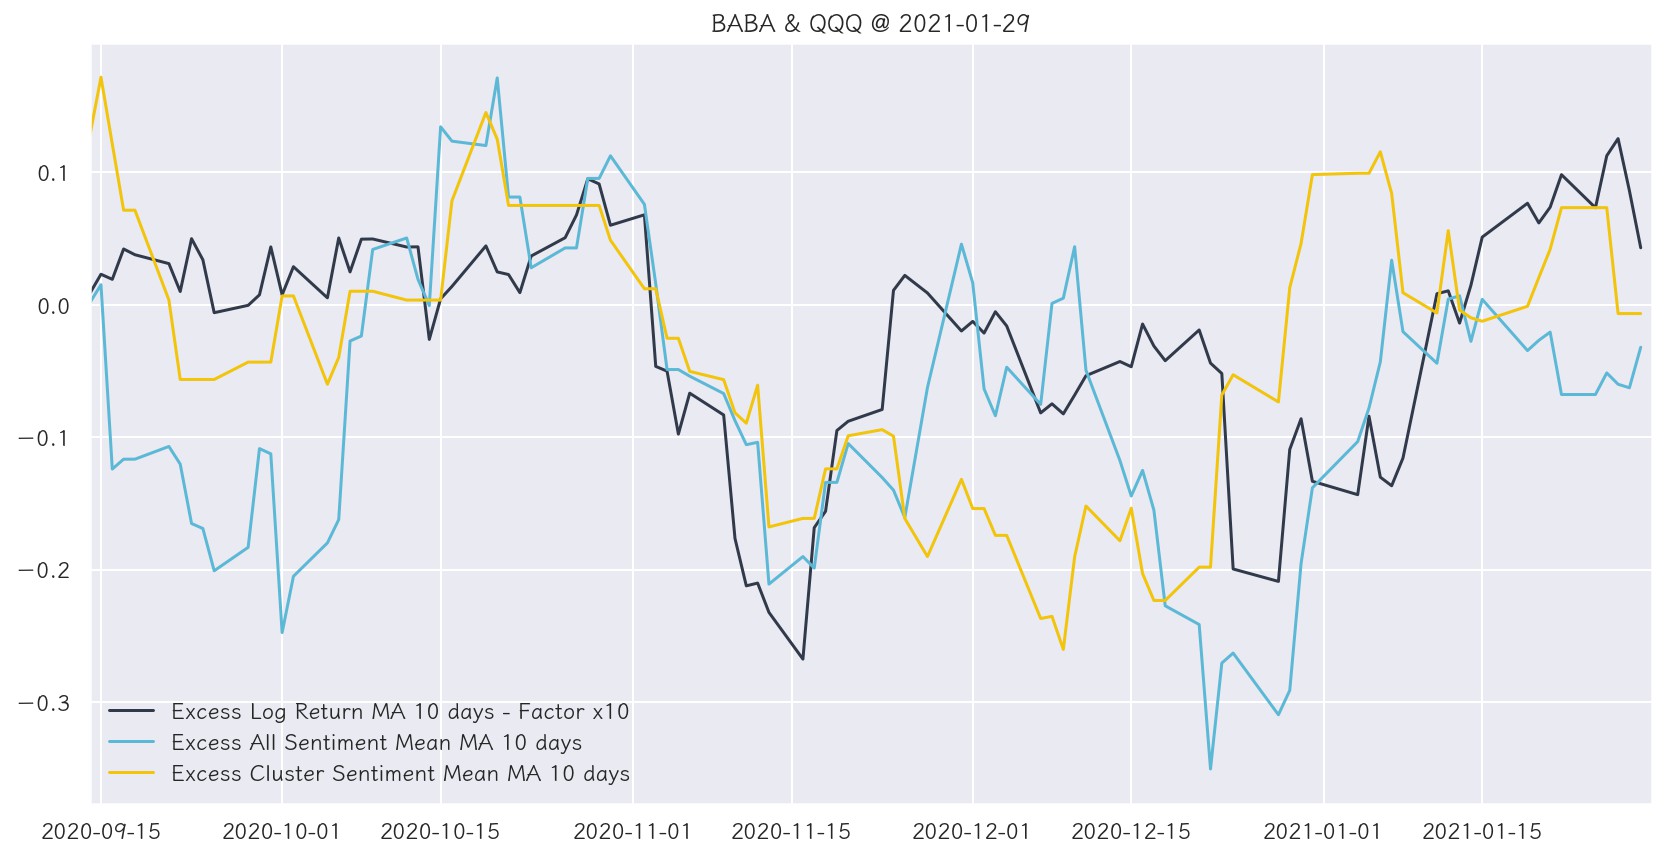 BABA & QQQ @ 2021-01-29
0.1
0.0
−0.1
−0.2
−0.3
Excess Log Return MA 10 days - Factor x10
Excess All Sentiment Mean MA 10 days
Excess Cluster Sentiment Mean MA 10 days
2020-09-15 2020-10-01 2020-10-15 2020-11-01 2020-11-15 2020-12-01 2020-12-15 2021-01-01 2021-01-15